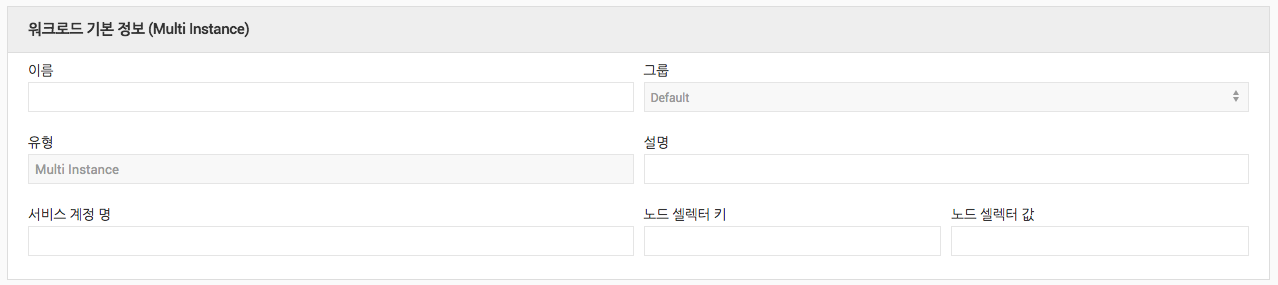 워크로드 기본 정보 (Multi Instance)
이름
그룹
Default
유형
설명
Multi Instance
서비스 계정 명
노드 셀렉터 키
노드 셀렉터 값